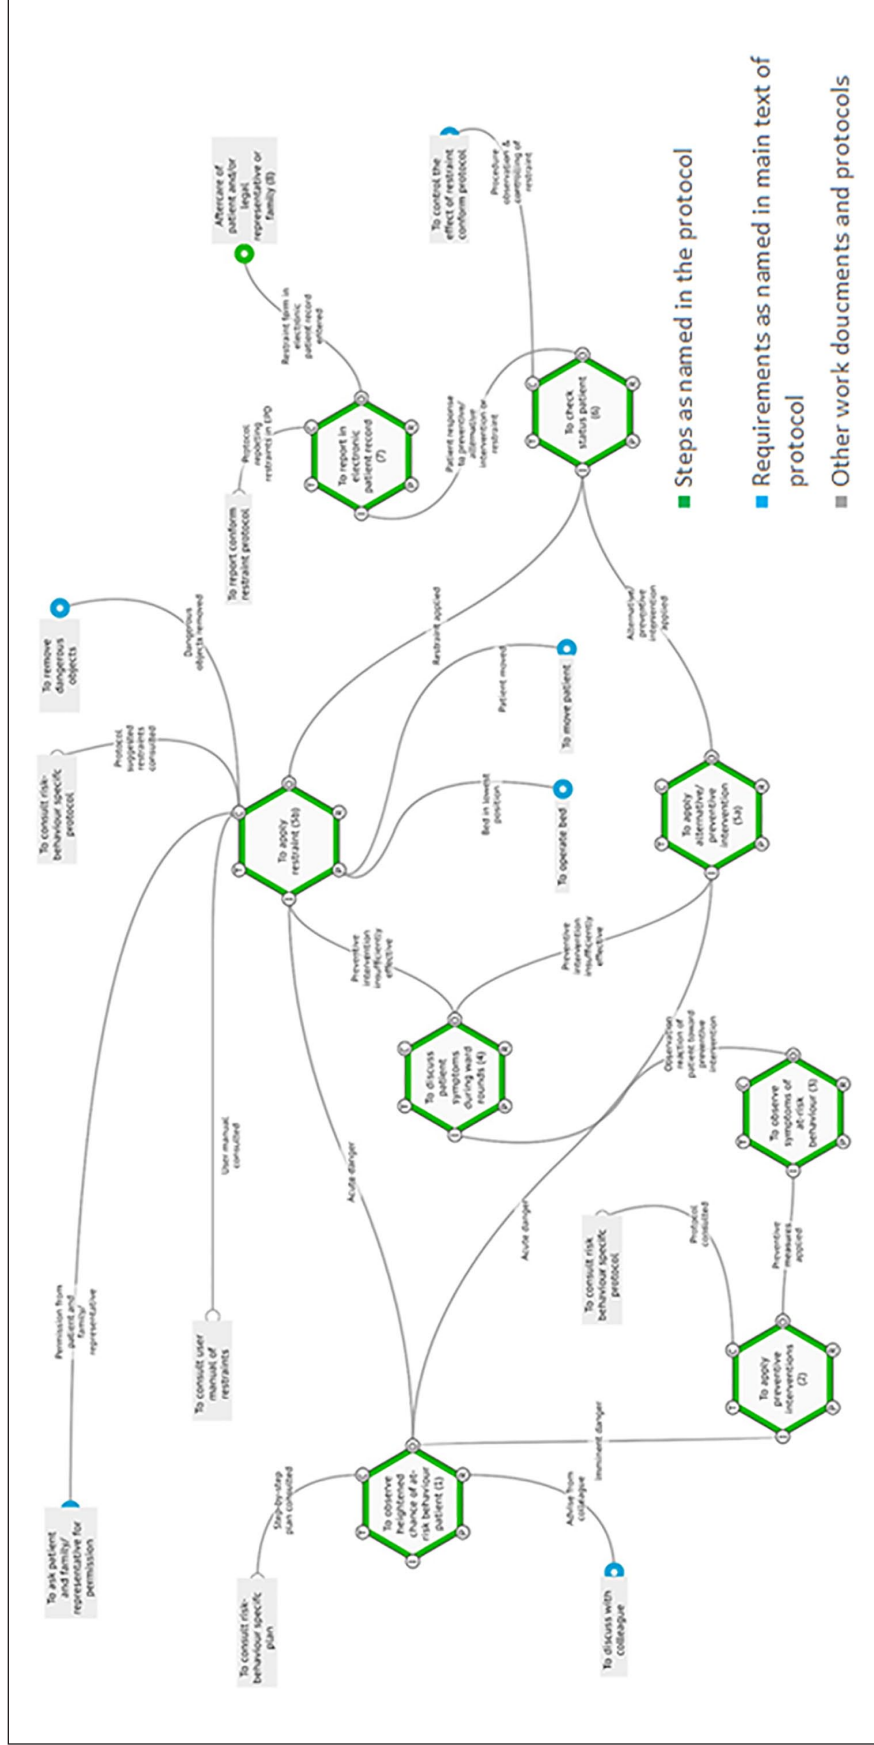 To ask patient
and family/
representative for
permission
Permission from
patient and
family/
representative
To consult user
manual of
restraints
User manual
consulted
To consult risk-
behaviour specifc
protocol
Protocol
suggested
restraints
consulted
To remove
dangerous
objects
Dangerous
objects removed
To consult risk-
behaviour specifc
plan
Step-by-step
plan consulted
To observe
heightened
chance of at-
risk behaviour
patient (1)
I
T
C
O
R
P
Advise from
colleague
To discuss with
colleague
Acute danger
Acute danger
Imminent danger
To apply
preventive
interventions
(2)
I
T
C
O
R
P
To consult risk
behaviour specifc
protocol
Protocol
consulted
Preventive
measures
applied
To observe
symptoms of
at-risk
behaviour (3)
I
T
C
O
R
P
Observation
reaction of
patient toward
preventive
intervention
To discuss
patient
symptoms
during ward
rounds (4)
I
T
C
O
R
P
Preventive
intervention
insufficiently
effective
Preventive
intervention
insufficiently
effective
To apply
restraint (5b)
I
T
C
O
R
P
Bed in lowest
position
To operate bed
Patient moved
To move patient
Restraint applied
To apply
alternative/
preventive
intervention
(5a)
I
T
C
O
R
P
Alternative/
preventive
intervention
applied
To check
status patient
(6)
I
T
C
O
R
P
Procedure
observation &
controlling of
restraint
To control the
effect of restraint
conform protocol
Patient response
to preventive/
alternative
intervention or
restraint
To report in
electronic
patient record
(7)
I
T
C
O
R
P
Protocol
reporting
restraints in EPD
To report conform
restraint protocol
Restraint form in
electronic
patient record
entered
Aftercare of
patient and/or
legal
representative or
family (8)
Steps as named in the protocol
Requirements as named in main text of
protocol
Other work doucments and protocols